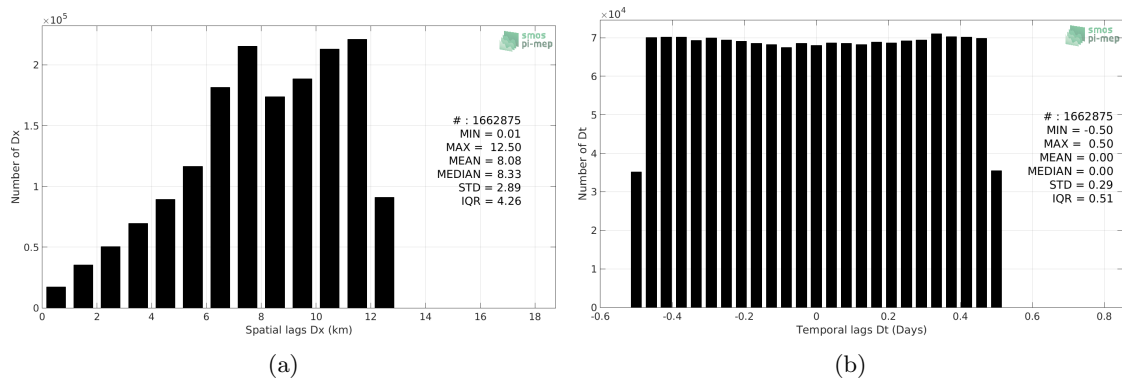 ×10⁵
2
1.5
1
0.5
0
0 2 4 6 8 10 12 14 16 18
Number of Dx
Spatial lags Dx (km)
smos
pi-mep
# : 1662875
MIN = 0.01
MAX = 12.50
MEAN = 8.08
MEDIAN = 8.33
STD = 2.89
IQR = 4.26
(a)
×10⁴
7
6
5
4
3
2
1
0
-0.6 -0.4 -0.2 0 0.2 0.4 0.6 0.8
Number of Dt
Temporal lags Dt (Days)
smos
pi-mep
# : 1662875
MIN = -0.50
MAX = 0.50
MEAN = 0.00
MEDIAN = 0.00
STD = 0.29
IQR = 0.51
(b)